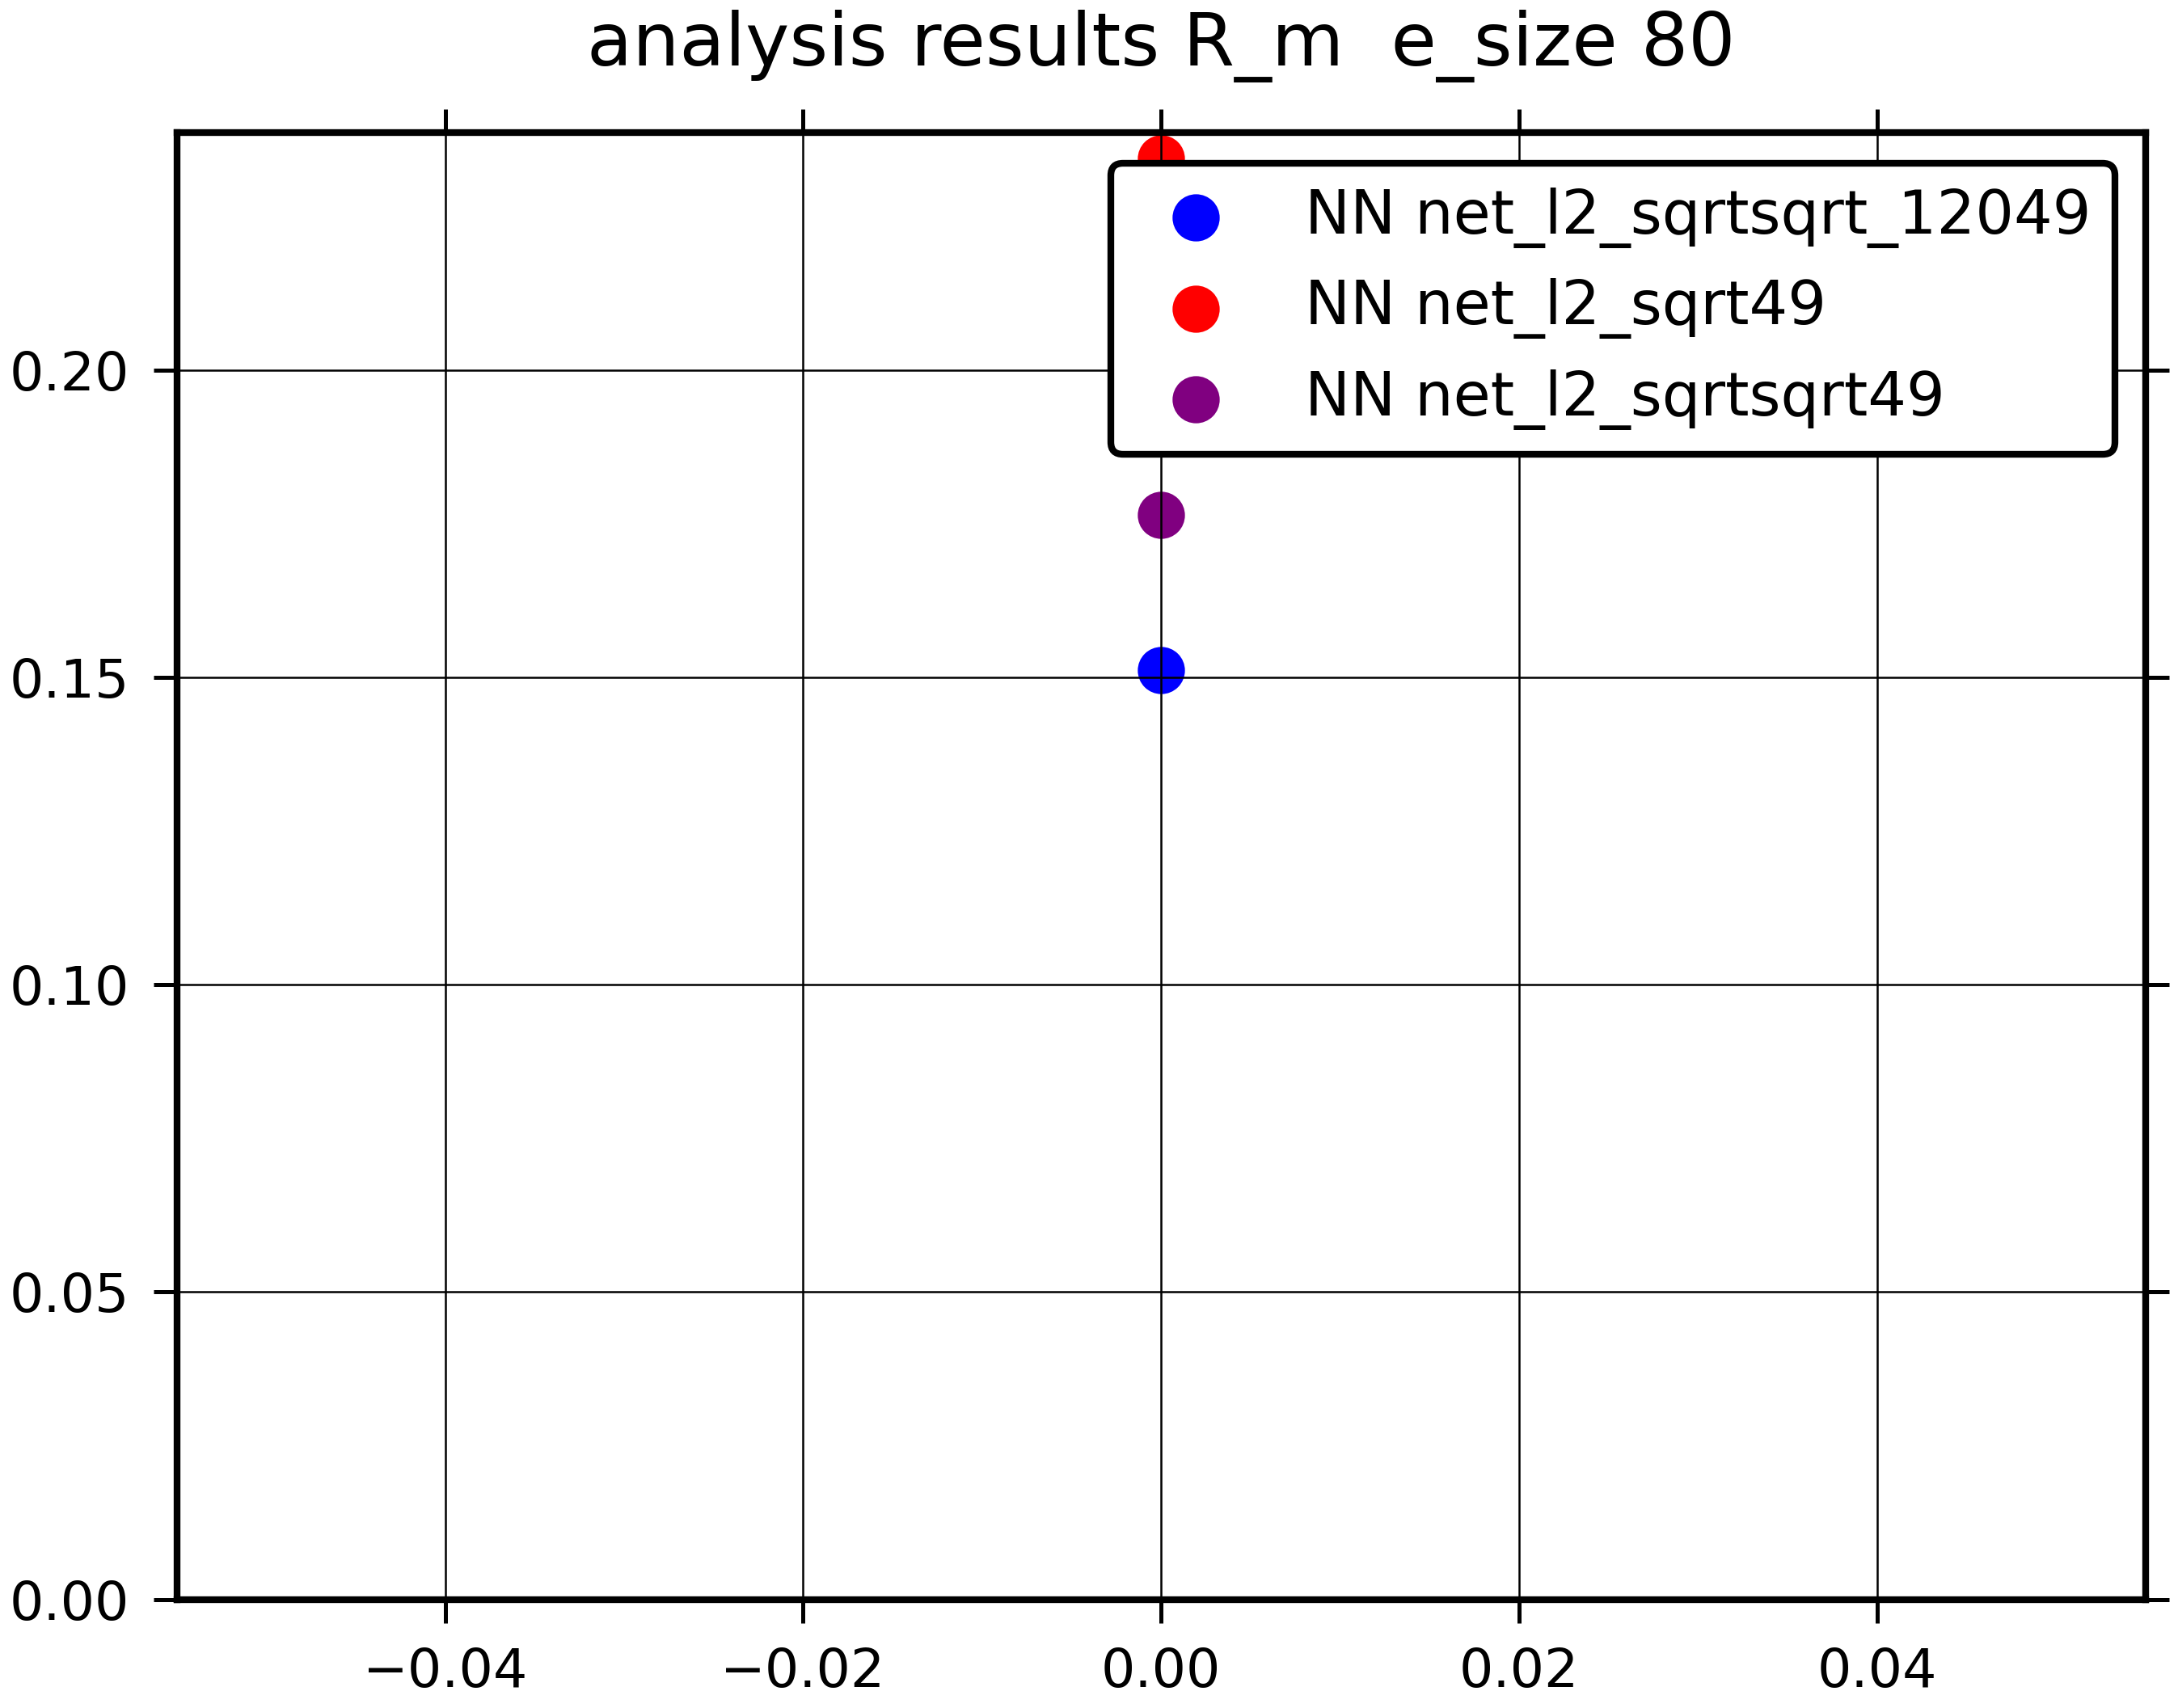 analysis results R_m  e_size 80
NN net_l2_sqrtsqrt_12049
NN net_l2_sqrt49
NN net_l2_sqrtsqrt49
0.20
0.15
0.10
0.05
0.00
−0.04 −0.02 0.00 0.02 0.04